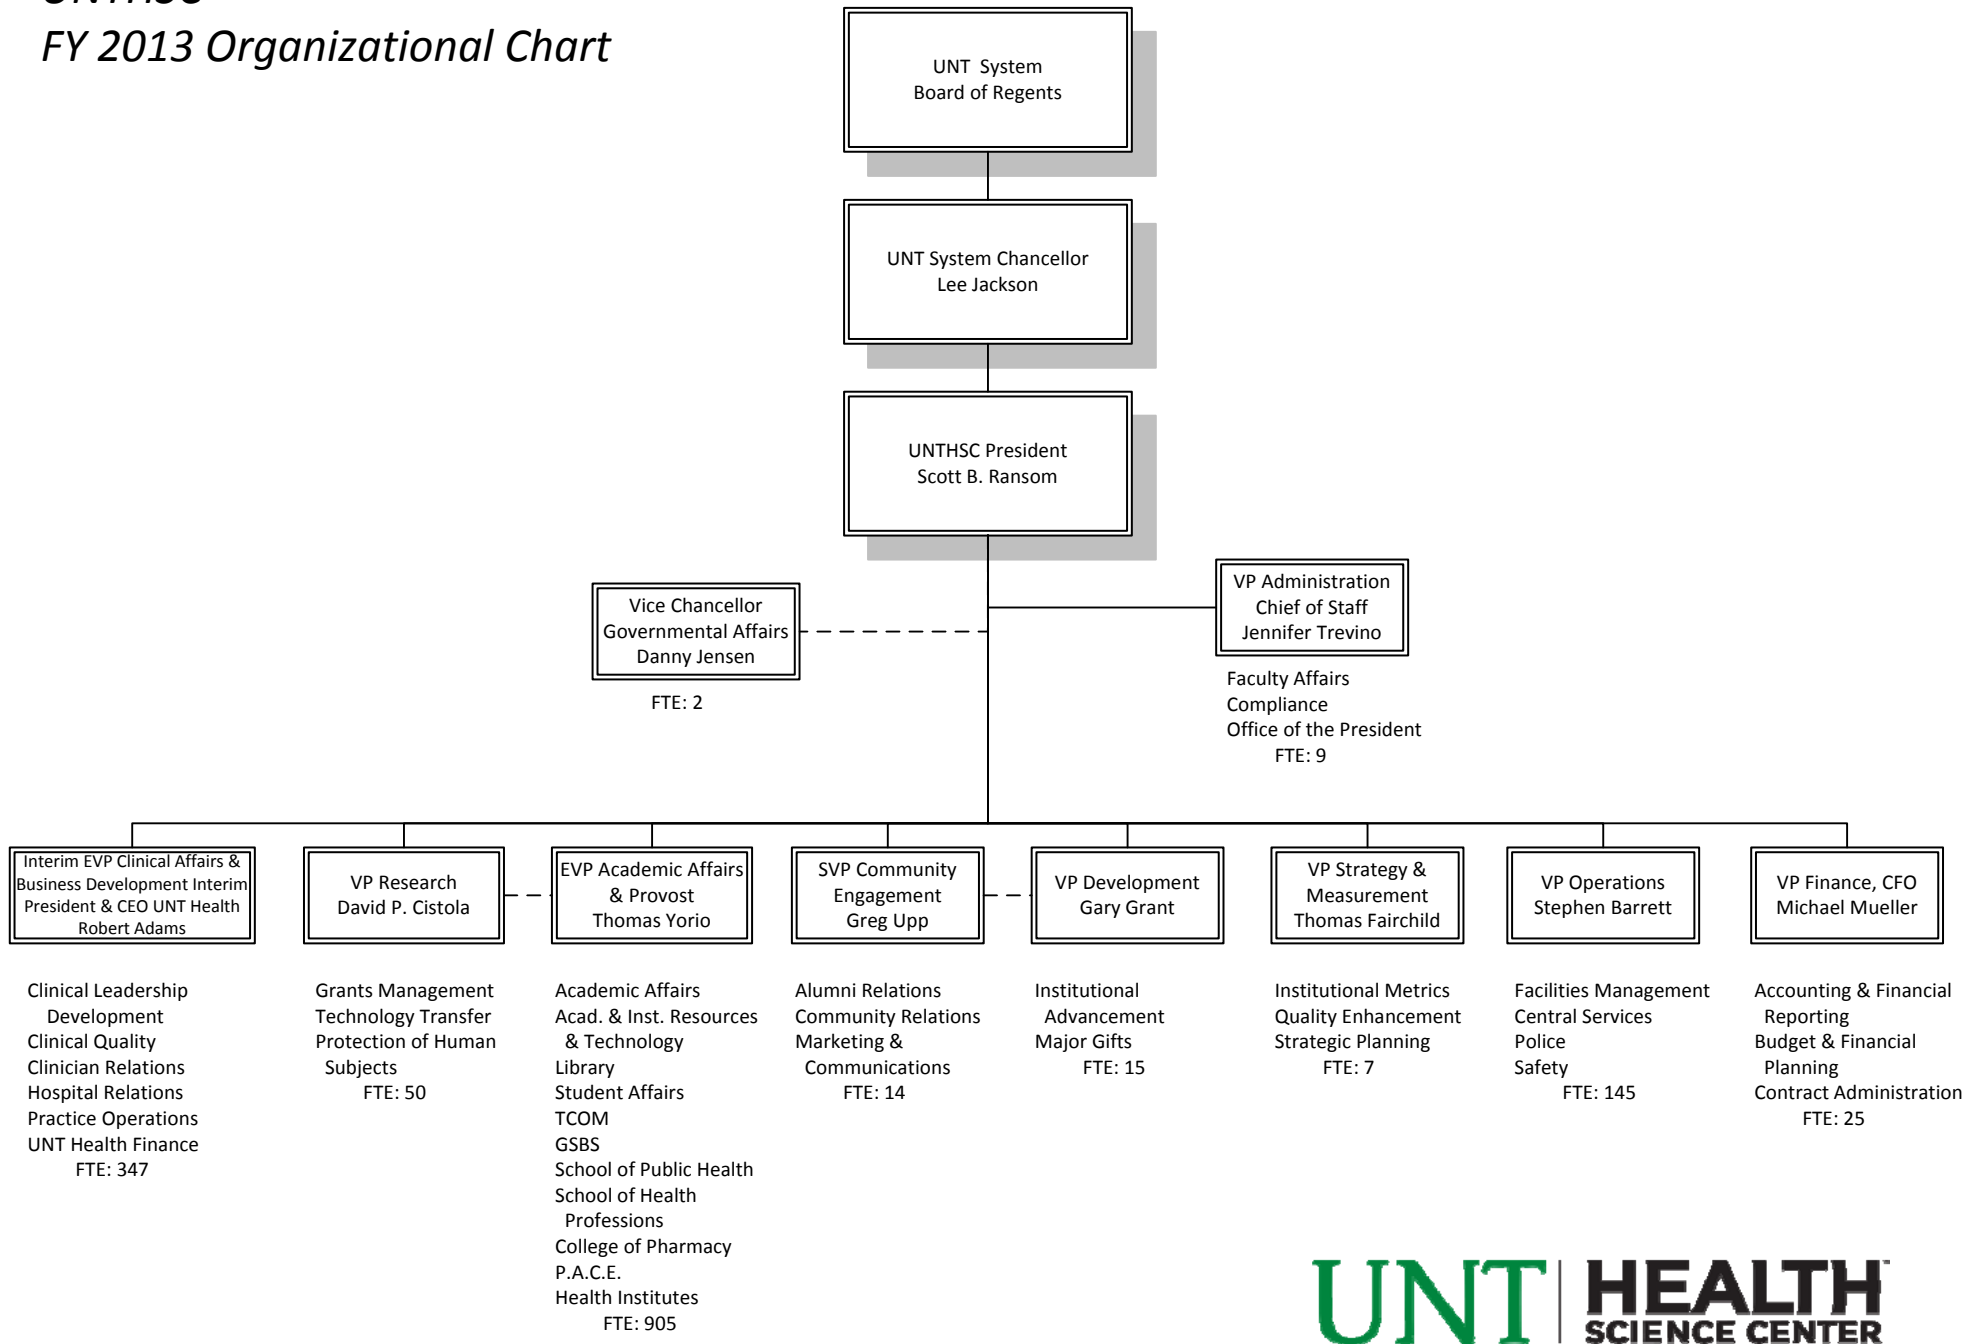 UNTHSC
FY 2013 Organizational Chart
UNT System
Board of Regents
UNT System Chancellor
Lee Jackson
UNTHSC President
Scott B. Ransom
Vice Chancellor
Governmental Affairs
Danny Jensen
FTE: 2
VP Administration
Chief of Staff
Jennifer Trevino
Faculty Affairs
Compliance
Office of the President
FTE: 9
Interim EVP Clinical Affairs &
Business Development Interim
President & CEO UNT Health
Robert Adams
Clinical Leadership
Development
Clinical Quality
Clinician Relations
Hospital Relations
Practice Operations
UNT Health Finance
FTE: 347
VP Research
David P. Cistola
Grants Management
Technology Transfer
Protection of Human
Subjects
FTE: 50
EVP Academic Affairs
& Provost
Thomas Yorio
Academic Affairs
Acad. & Inst. Resources
& Technology
Library
Student Affairs
TCOM
GSBS
School of Public Health
School of Health
Professions
College of Pharmacy
P.A.C.E.
Health Institutes
FTE: 905
SVP Community
Engagement
Greg Upp
Alumni Relations
Community Relations
Marketing &
Communications
FTE: 14
VP Development
Gary Grant
Institutional
Advancement
Major Gifts
FTE: 15
VP Strategy &
Measurement
Thomas Fairchild
Institutional Metrics
Quality Enhancement
Strategic Planning
FTE: 7
VP Operations
Stephen Barrett
Facilities Management
Central Services
Police
Safety
FTE: 145
VP Finance, CFO
Michael Mueller
Accounting & Financial
Reporting
Budget & Financial
Planning
Contract Administration
FTE: 25
UNT
HEALTH
SCIENCE CENTER